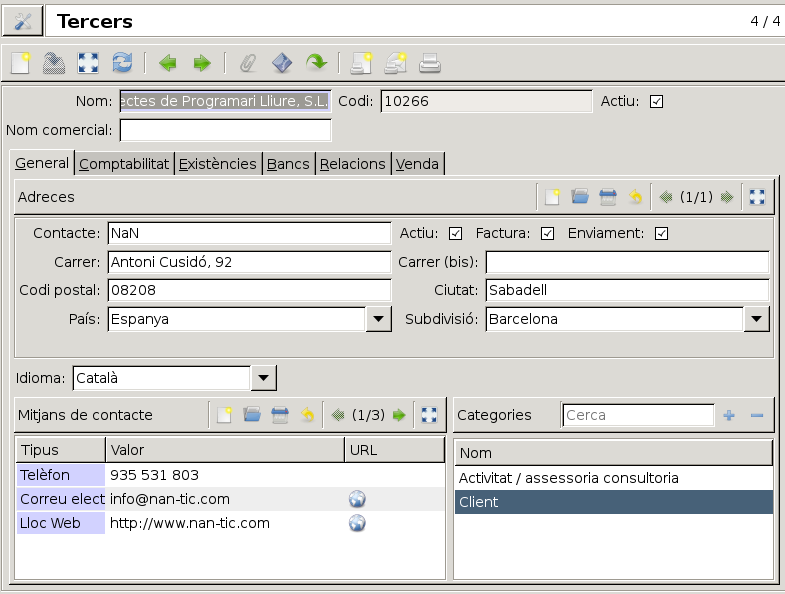 Tercers 4 / 4
Nom: ectes de Programari Lliure, S.L. Codi: 10266 Actiu:
Nom comercial:
General Comptabilitat Existències Bancs Relacions Venda
Adreces (1/1)
Contacte: NaN Actiu: Factura: Enviament:
Carrer: Antoni Cusidó, 92 Carrer (bis):
Codi postal: 08208 Ciutat: Sabadell
País: Espanya Subdivisió: Barcelona
Idioma: Català
Mitjans de contacte (1/3) Categories Cerca
Tipus Valor URL Nom
Telèfon 935 531 803 Activitat / assessoria consultoria
Correu elect info@nan-tic.com Client
Lloc Web http://www.nan-tic.com